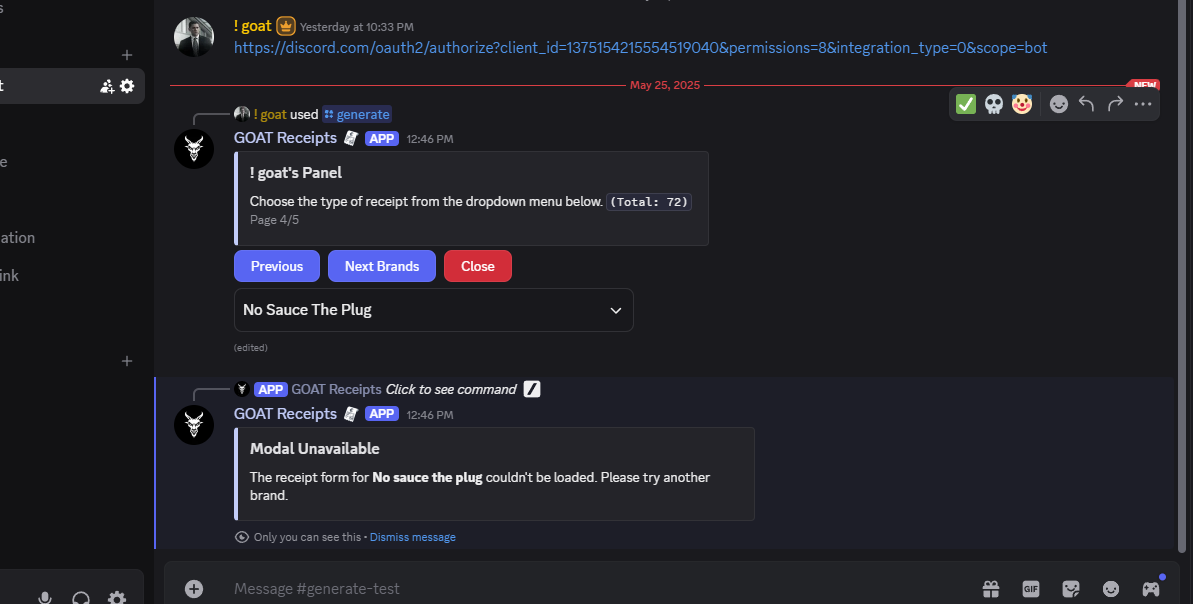 s
! goat Yesterday at 10:33 PM
https://discord.com/oauth2/authorize?client_id=1375154215554519040&permissions=8&integration_type=0&scope=bot
t
May 25, 2025
NEW
! goat used generate
GOAT Receipts APP 12:46 PM
e
! goat's Panel
Choose the type of receipt from the dropdown menu below. (Total: 72)
Page 4/5
ation
Previous Next Brands Close
ink
No Sauce The Plug
(edited)
APP GOAT Receipts Click to see command
GOAT Receipts APP 12:46 PM
Modal Unavailable
The receipt form for No sauce the plug couldn't be loaded. Please try another
brand.
Only you can see this • Dismiss message
Message #generate-test
GIF